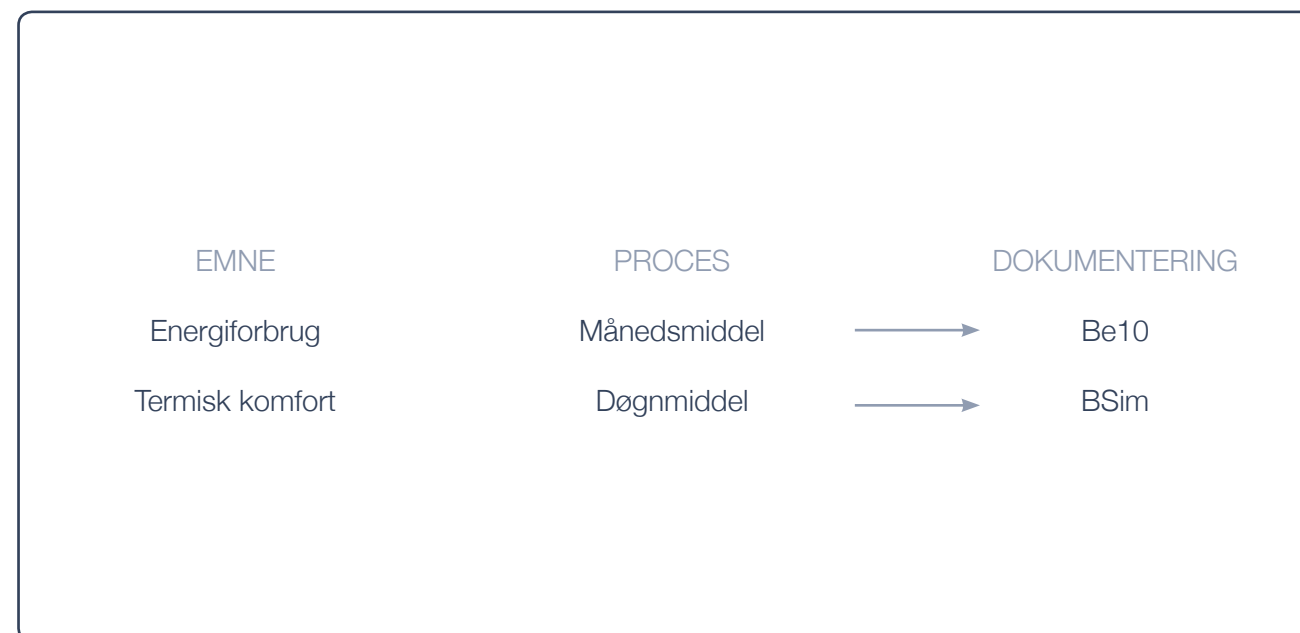 EMNE PROCES DOKUMENTERING
Energiforbrug Månedsmiddel Be10
Termisk komfort Døgnmiddel BSim